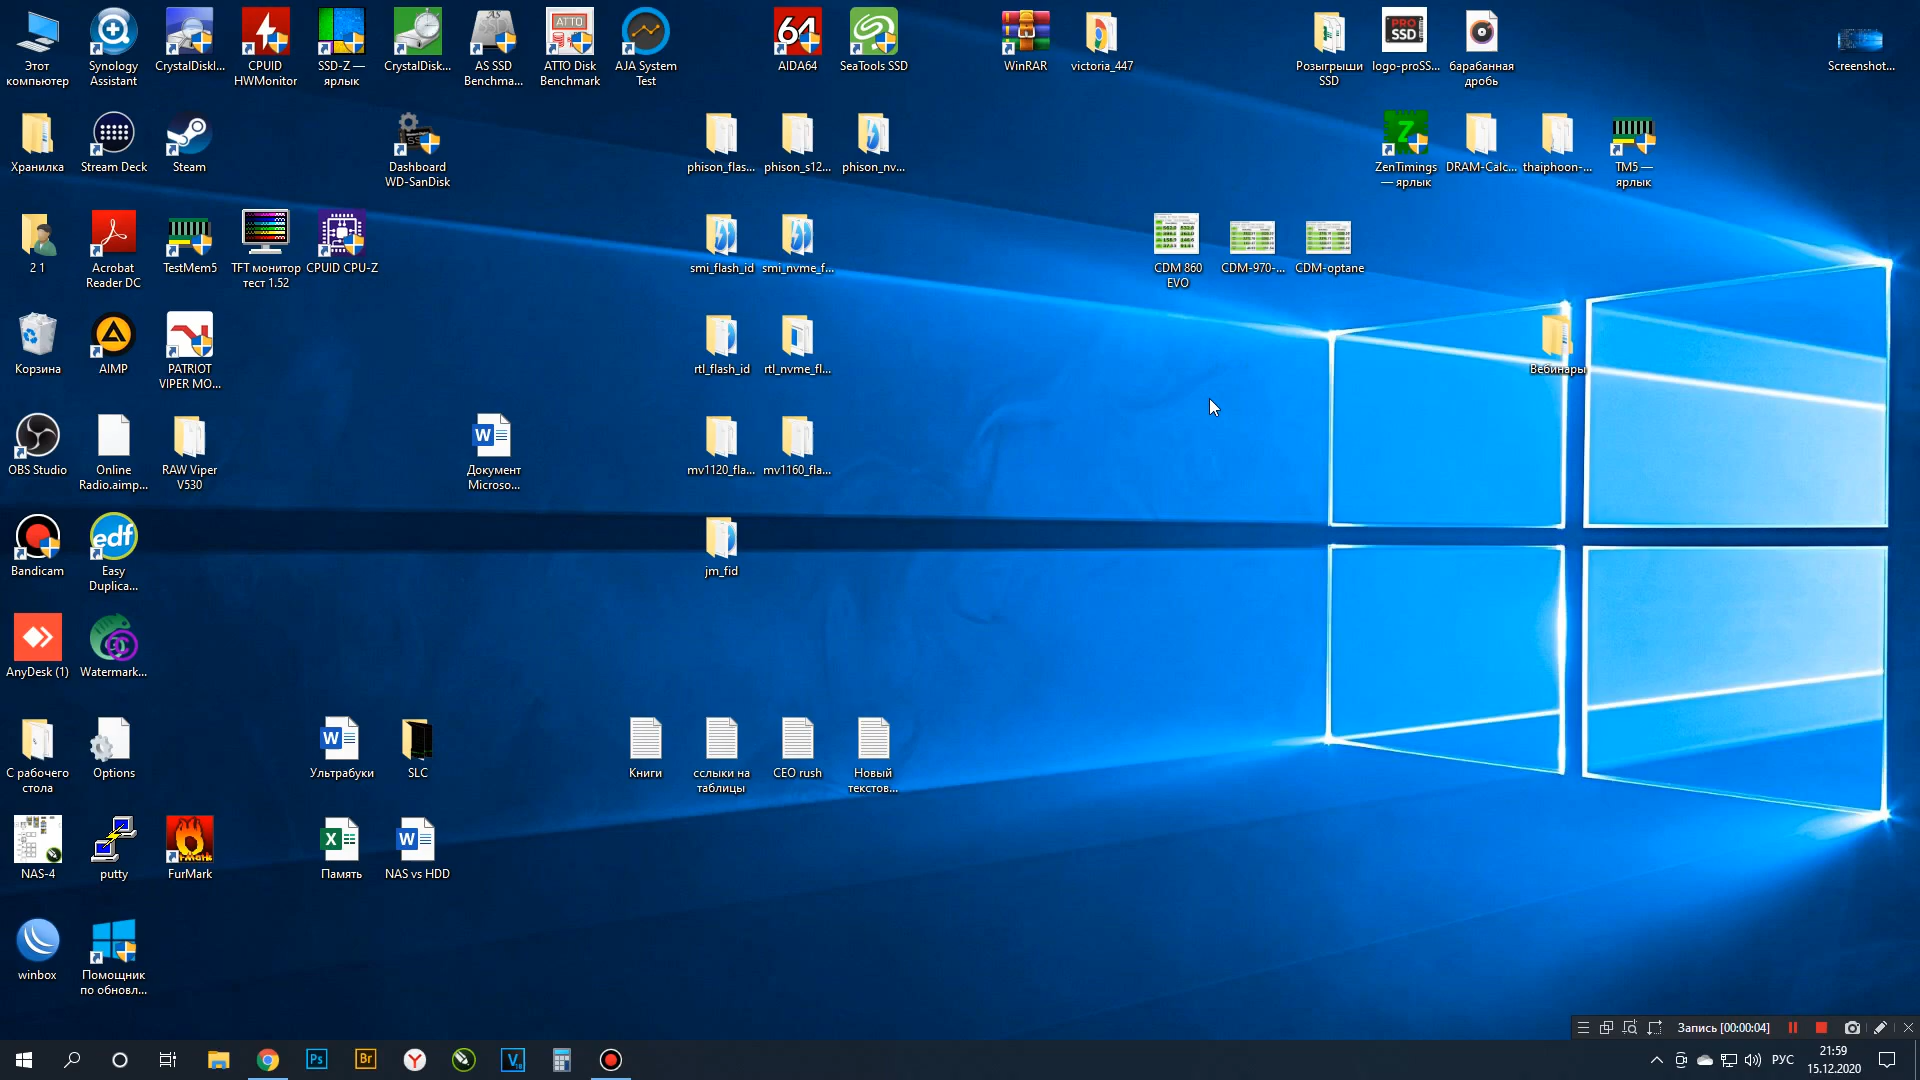 Этот
компьютер
Synology
Assistant
CrystalDiskI...
CPUID
HWMonitor
SSD-Z —
ярлык
CrystalDisk...
AS SSD
Benchma...
ATTO Disk
Benchmark
AJA System
Test
AIDA64
SeaTools SSD
WinRAR
victoria_447
Розыгрыши
SSD
logo-proSS...
барабанная
дробь
Screenshot...
Хранилка
Stream Deck
Steam
Dashboard
WD-SanDisk
phison_flas...
phison_s12...
phison_nv...
ZenTimings
— ярлык
DRAM-Calc...
thaiphoon-...
TM5 —
ярлык
2 1
Acrobat
Reader DC
TestMem5
TFT монитор
тест 1.52
CPUID CPU-Z
smi_flash_id
smi_nvme_f...
CDM 860
EVO
CDM-970-...
CDM-optane
Корзина
AIMP
PATRIOT
VIPER MO...
rtl_flash_id
rtl_nvme_fl...
Вебинары
OBS Studio
Online
Radio.aimp...
RAW Viper
V530
Документ
Microso...
mv1120_fla...
mv1160_fla...
Bandicam
Easy
Duplica...
jm_fid
AnyDesk (1)
Watermark...
С рабочего
стола
Options
Ультрабуки
SLC
Книги
сслыки на
таблицы
CEO rush
Новый
текстов...
NAS-4
putty
FurMark
Память
NAS vs HDD
winbox
Помощник
по обновл...
Запись [00:00:04]
РУС
21:59
15.12.2020